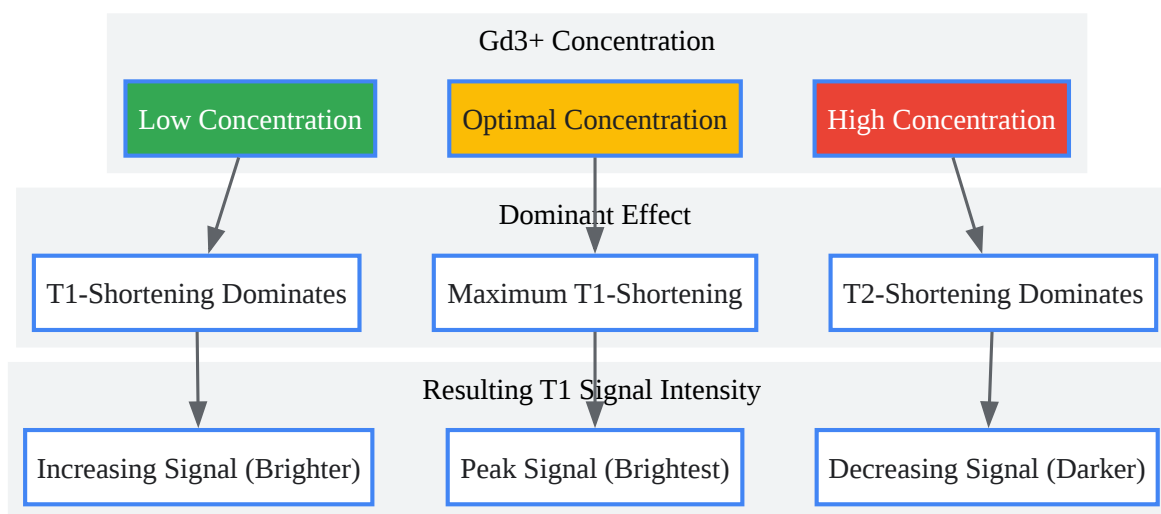 Gd3+ Concentration
Low Concentration
Optimal Concentration
High Concentration
Dominant Effect
T1-Shortening Dominates
Maximum T1-Shortening
T2-Shortening Dominates
Resulting T1 Signal Intensity
Increasing Signal (Brighter)
Peak Signal (Brightest)
Decreasing Signal (Darker)